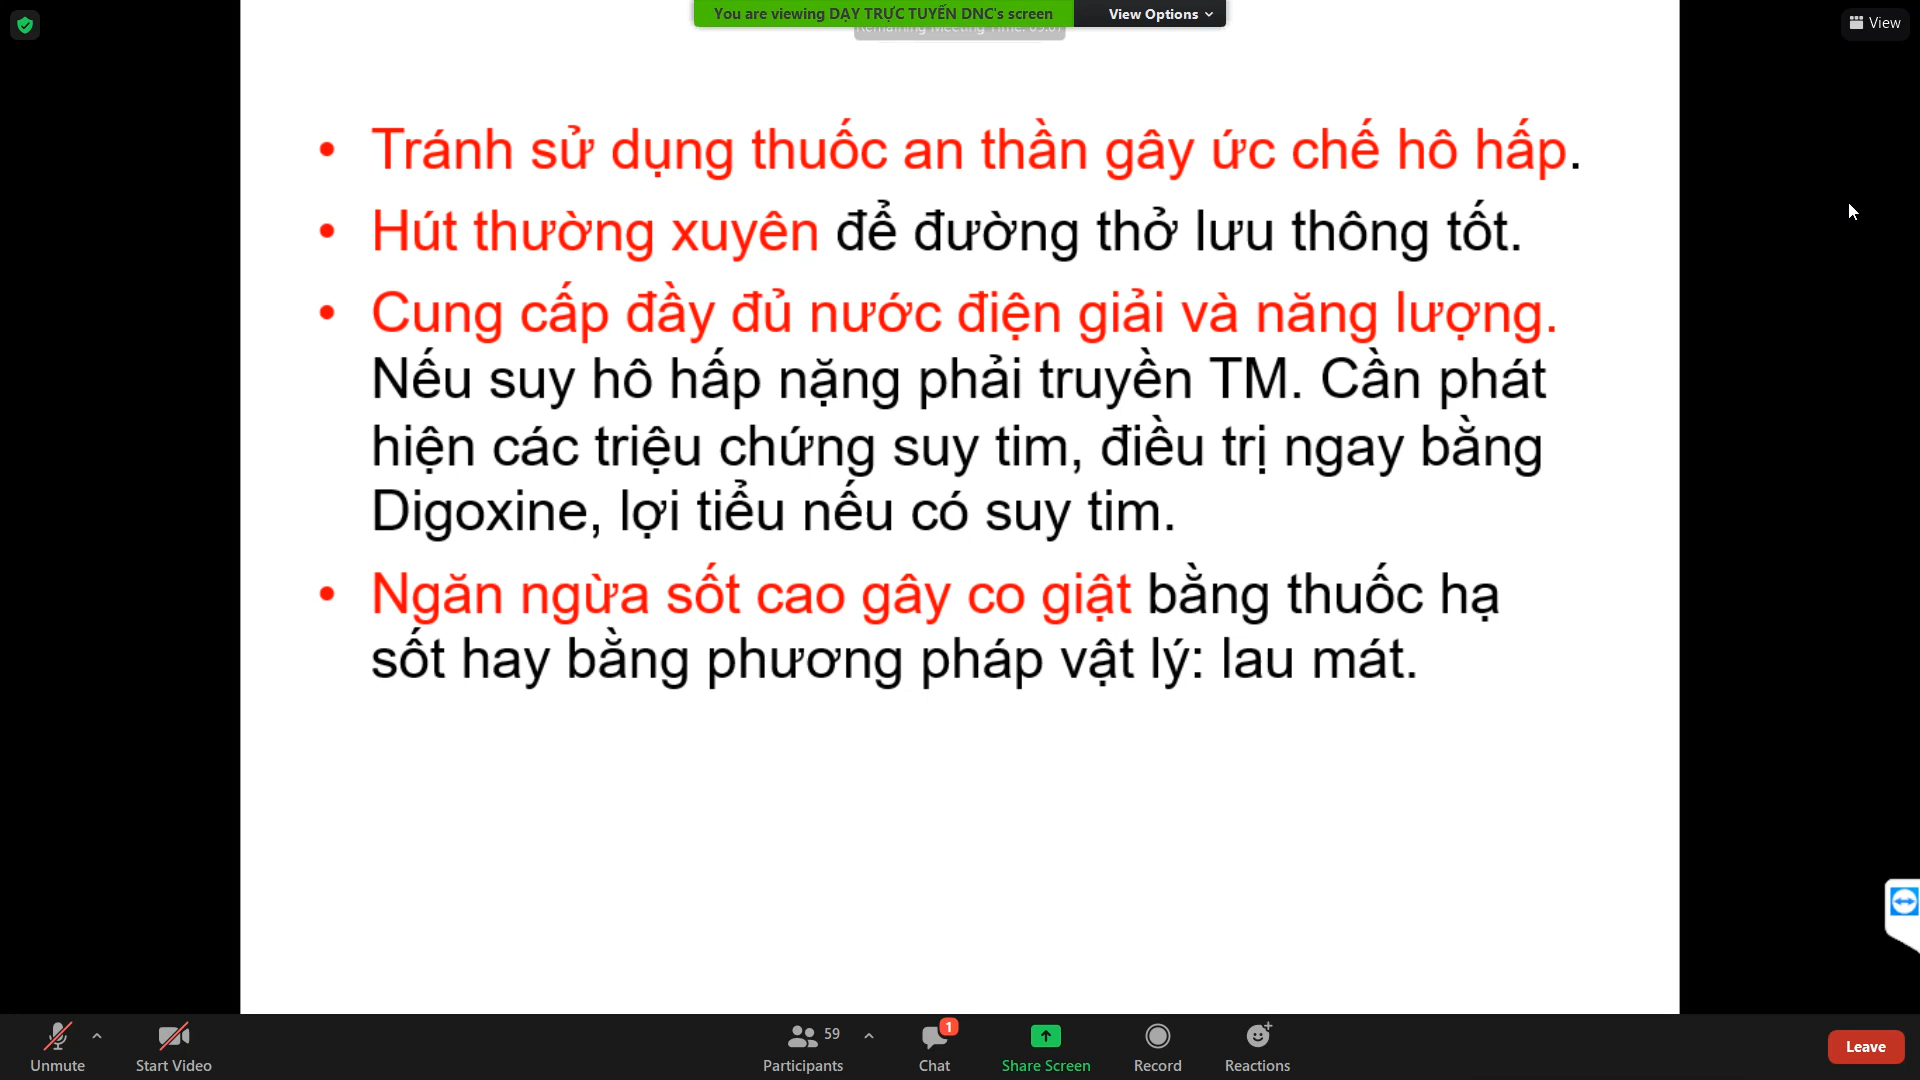 You are viewing DẠY TRỰC TUYẾN DNC's screen
View Options
View
• Tránh sử dụng thuốc an thần gây ức chế hô hấp.
• Hút thường xuyên để đường thở lưu thông tốt.
• Cung cấp đầy đủ nước điện giải và năng lượng.
Nếu suy hô hấp nặng phải truyền TM. Cần phát
hiện các triệu chứng suy tim, điều trị ngay bằng
Digoxine, lợi tiểu nếu có suy tim.
• Ngăn ngừa sốt cao gây co giật bằng thuốc hạ
sốt hay bằng phương pháp vật lý: lau mát.
59
1
Unmute
Start Video
Participants
Chat
Share Screen
Record
Reactions
Leave